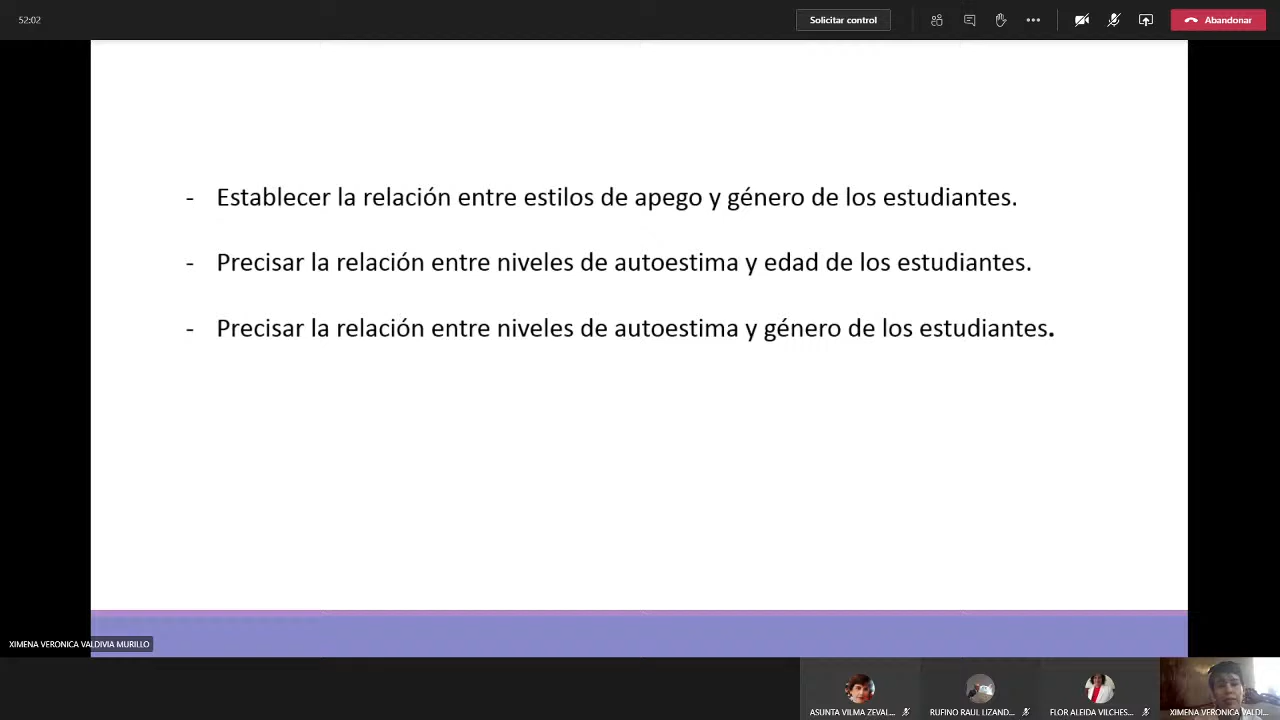 52:02
Solicitar control
Abandonar
- Establecer la relación entre estilos de apego y género de los estudiantes.
- Precisar la relación entre niveles de autoestima y edad de los estudiantes.
- Precisar la relación entre niveles de autoestima y género de los estudiantes.
XIMENA VERONICA VALDIVIA MURILLO
ASUNTA VILMA ZEVAL...
RUFINO RAUL LIZAND...
FLOR ALEIDA VILCHES...
XIMENA VERONICA VALDI...